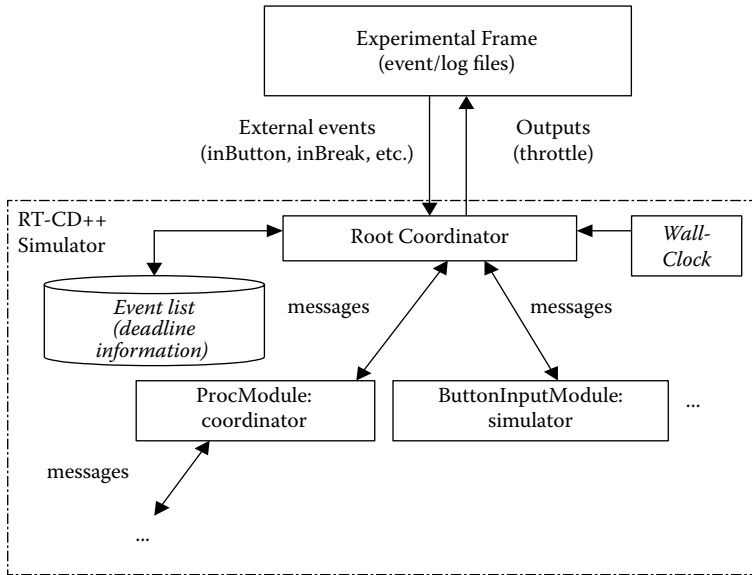 Experimental Frame
(event/log files)
External events
(inButton, inBreak, etc.)
Outputs
(throttle)
RT-CD++
Simulator
Root Coordinator
Wall-
Clock
Event list
(deadline
information)
messages
messages
ProcModule:
coordinator
ButtonInputModule:
simulator
...
messages
...